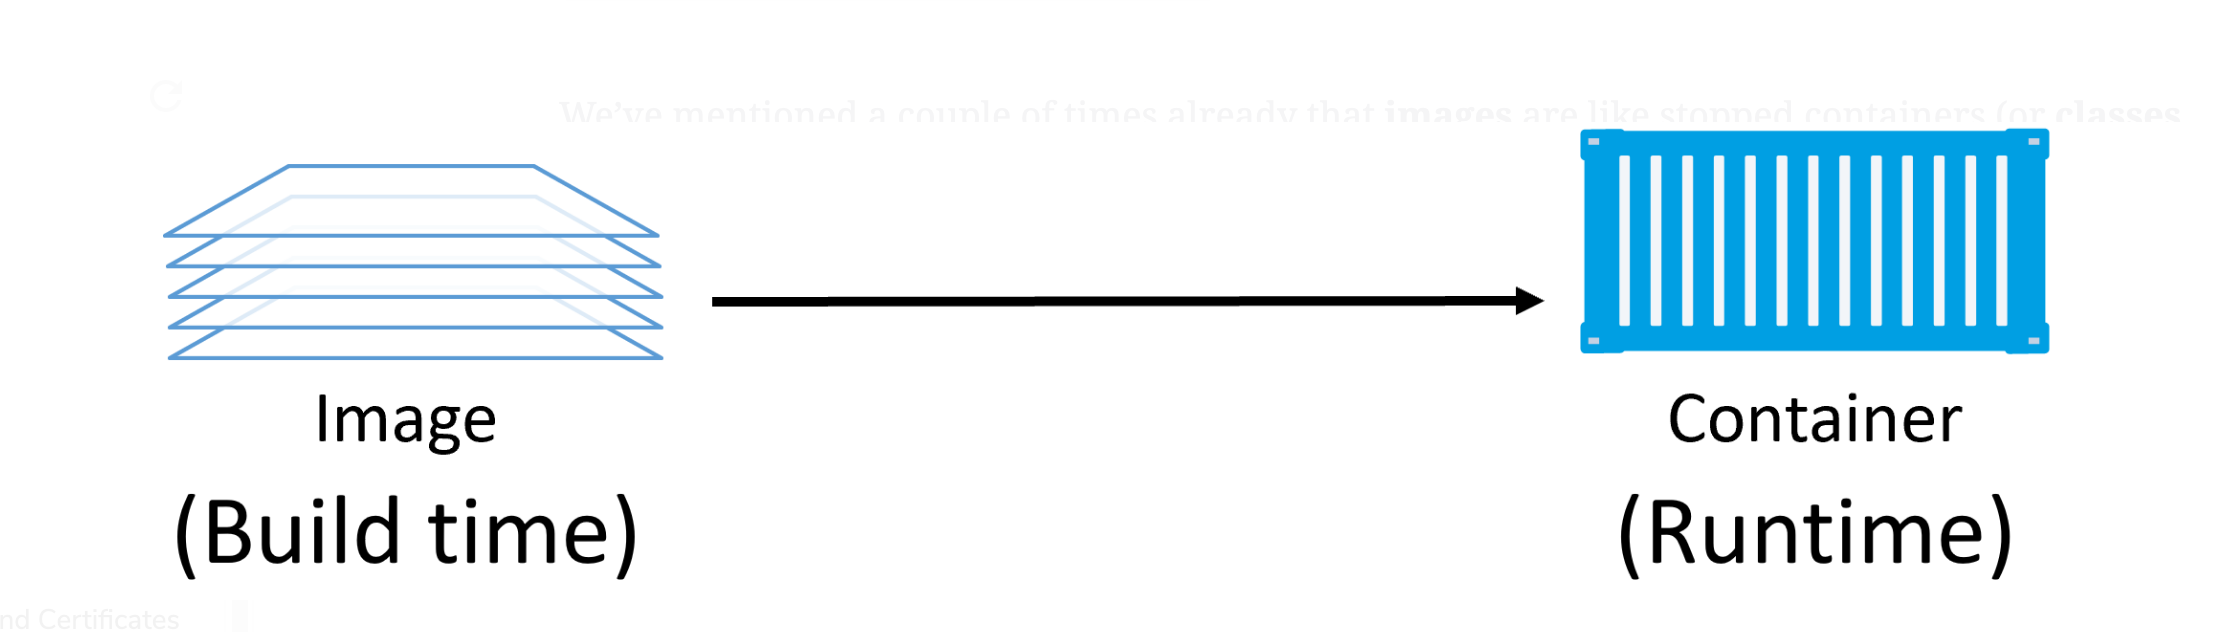 We've mentioned a couple of times already that images are like stopped containers (or classes
Image
Container
(Build time)
(Runtime)
nd Certificates